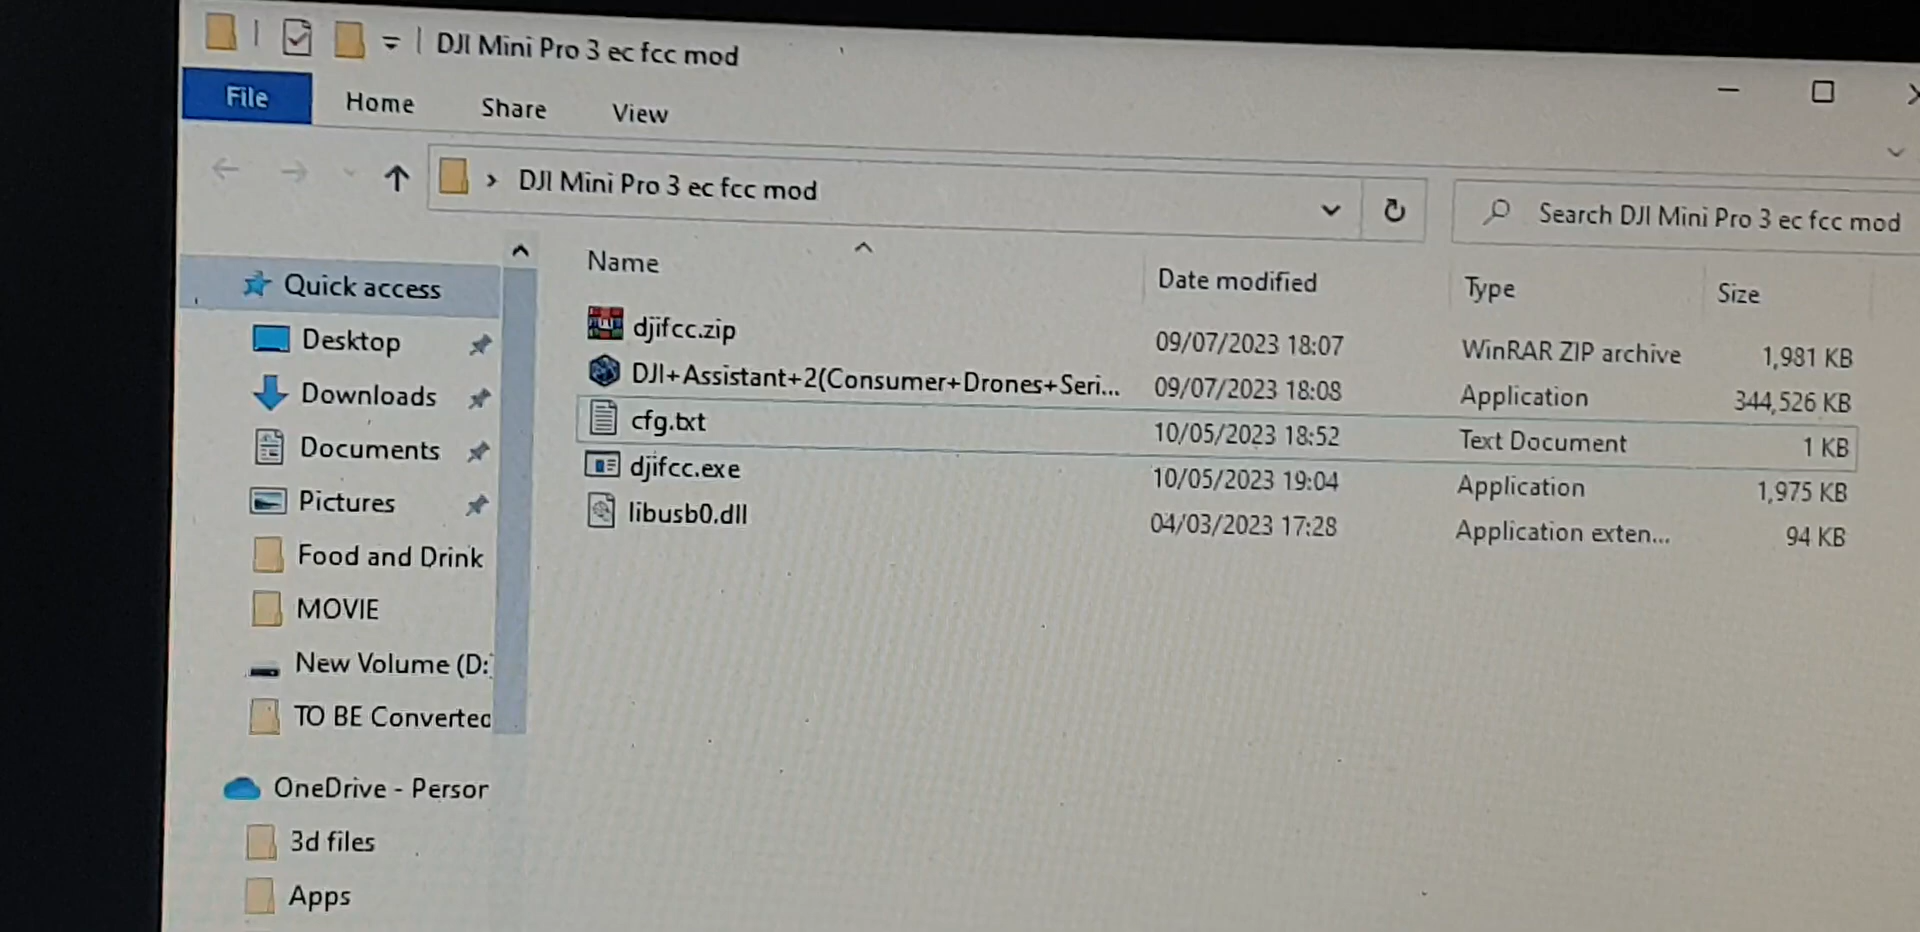 DJI Mini Pro 3 ec fcc mod
File Home Share View
DJI Mini Pro 3 ec fcc mod
Search DJI Mini Pro 3 ec fcc mod
Name Date modified Type Size
djifcc.zip 09/07/2023 18:07 WinRAR ZIP archive 1,981 KB
DJI+Assistant+2(Consumer+Drones+Seri... 09/07/2023 18:08 Application 344,526 KB
cfg.txt 10/05/2023 18:52 Text Document 1 KB
djifcc.exe 10/05/2023 19:04 Application 1,975 KB
libusb0.dll 04/03/2023 17:28 Application exten... 94 KB
Quick access
Desktop
Downloads
Documents
Pictures
Food and Drink
MOVIE
New Volume (D:
TO BE Converted
OneDrive - Person
3d files
Apps